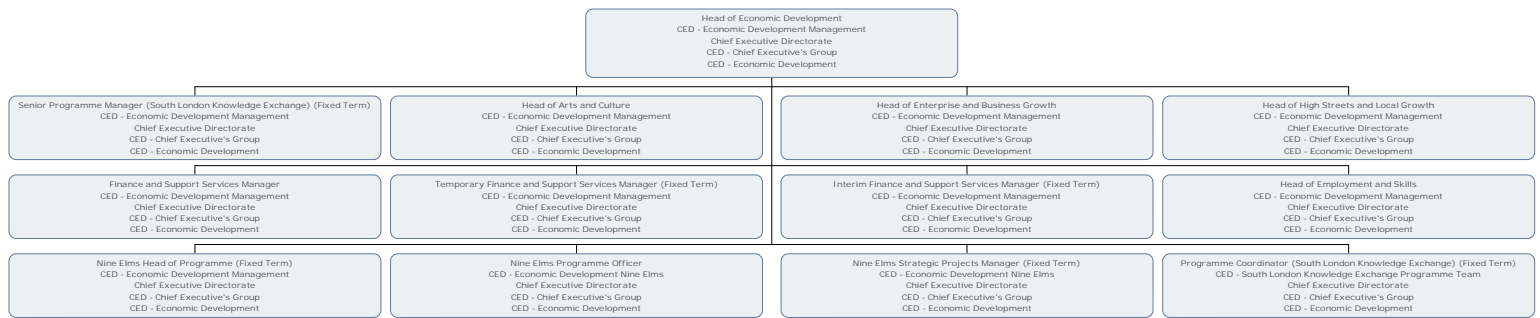 Head of Economic Development
CED - Economic Development Management
Chief Executive Directorate
CED - Chief Executive's Group
CED - Economic Development
Senior Programme Manager (South London Knowledge Exchange) (Fixed Term)
CED - Economic Development Management
Chief Executive Directorate
CED - Chief Executive's Group
CED - Economic Development
Head of Arts and Culture
CED - Economic Development Management
Chief Executive Directorate
CED - Chief Executive's Group
CED - Economic Development
Head of Enterprise and Business Growth
CED - Economic Development Management
Chief Executive Directorate
CED - Chief Executive's Group
CED - Economic Development
Head of High Streets and Local Growth
CED - Economic Development Management
Chief Executive Directorate
CED - Chief Executive's Group
CED - Economic Development
Finance and Support Services Manager
CED - Economic Development Management
Chief Executive Directorate
CED - Chief Executive's Group
CED - Economic Development
Temporary Finance and Support Services Manager (Fixed Term)
CED - Economic Development Management
Chief Executive Directorate
CED - Chief Executive's Group
CED - Economic Development
Interim Finance and Support Services Manager (Fixed Term)
CED - Economic Development Management
Chief Executive Directorate
CED - Chief Executive's Group
CED - Economic Development
Head of Employment and Skills
CED - Economic Development Management
Chief Executive Directorate
CED - Chief Executive's Group
CED - Economic Development
Nine Elms Head of Programme (Fixed Term)
CED - Economic Development Management
Chief Executive Directorate
CED - Chief Executive's Group
CED - Economic Development
Nine Elms Programme Officer
CED - Economic Development Nine Elms
Chief Executive Directorate
CED - Chief Executive's Group
CED - Economic Development
Nine Elms Strategic Projects Manager (Fixed Term)
CED - Economic Development Nine Elms
Chief Executive Directorate
CED - Chief Executive's Group
CED - Economic Development
Programme Coordinator (South London Knowledge Exchange) (Fixed Term)
CED - South London Knowledge Exchange Programme Team
Chief Executive Directorate
CED - Chief Executive's Group
CED - Economic Development